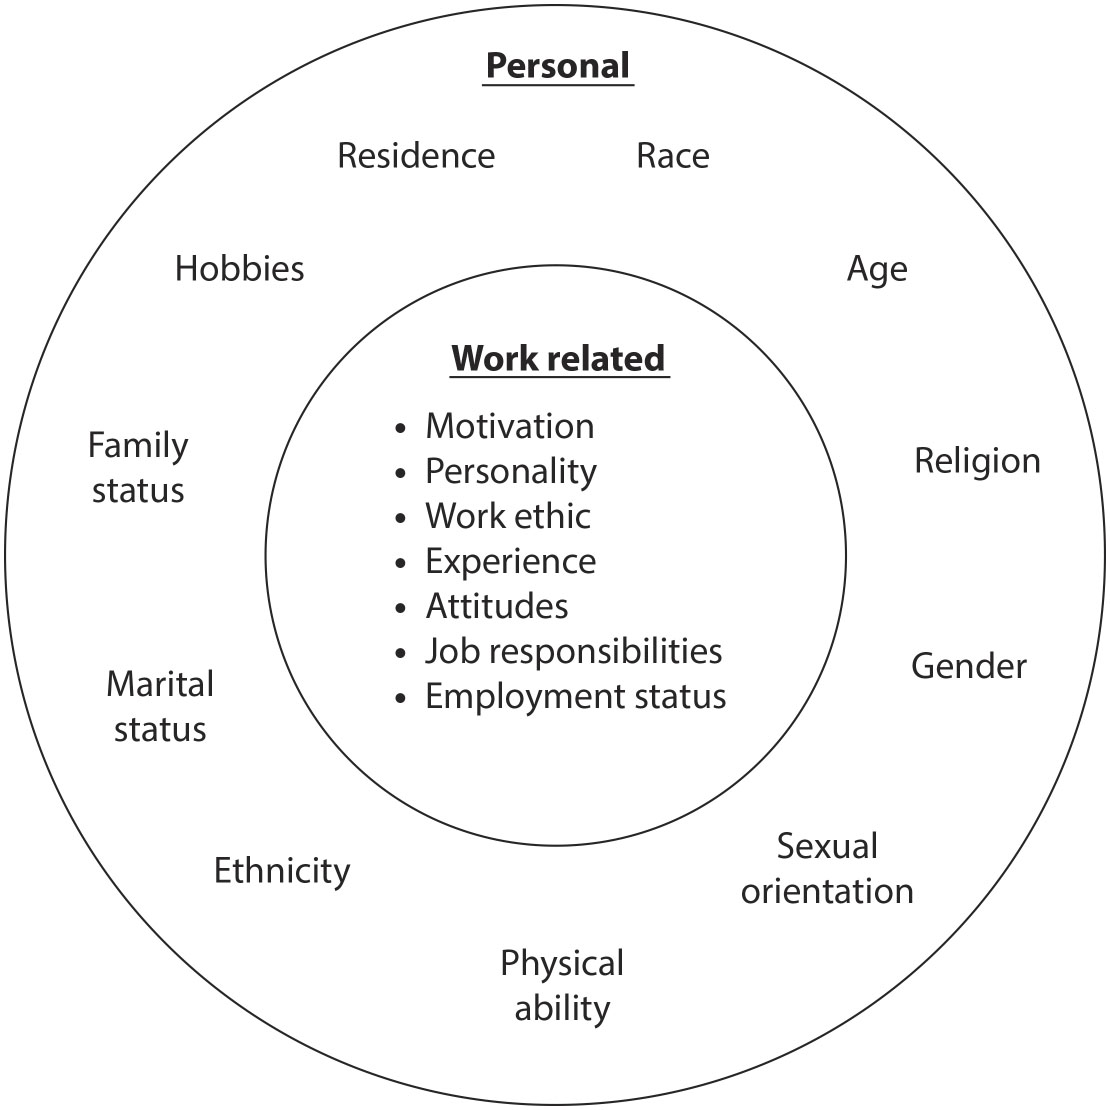 Personal
Residence
Race
Hobbies
Age
Work related
• Motivation
• Personality
• Work ethic
• Experience
• Attitudes
• Job responsibilities
• Employment status
Family
status
Religion
Marital
status
Gender
Ethnicity
Sexual
orientation
Physical
ability